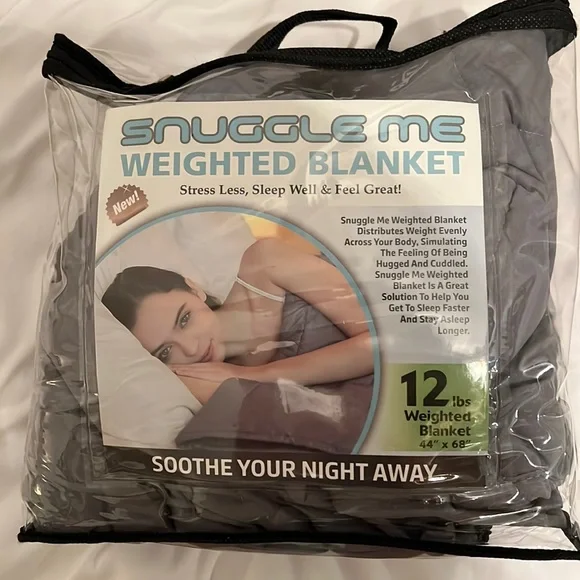 SNUGGLE ME
WEIGHTED BLANKET
Stress Less, Sleep Well & Feel Great!
New!
Snuggle Me Weighted Blanket
Distributes Weight Evenly
Across Your Body, Simulating
The Feeling Of Being
Hugged And Cuddled.
Snuggle Me Weighted
Blanket Is A Great
Solution To Help You
Get To Sleep Faster
And Stay Asleep
Longer.
12 lbs
Weighted
Blanket
44" x 68"
SOOTHE YOUR NIGHT AWAY